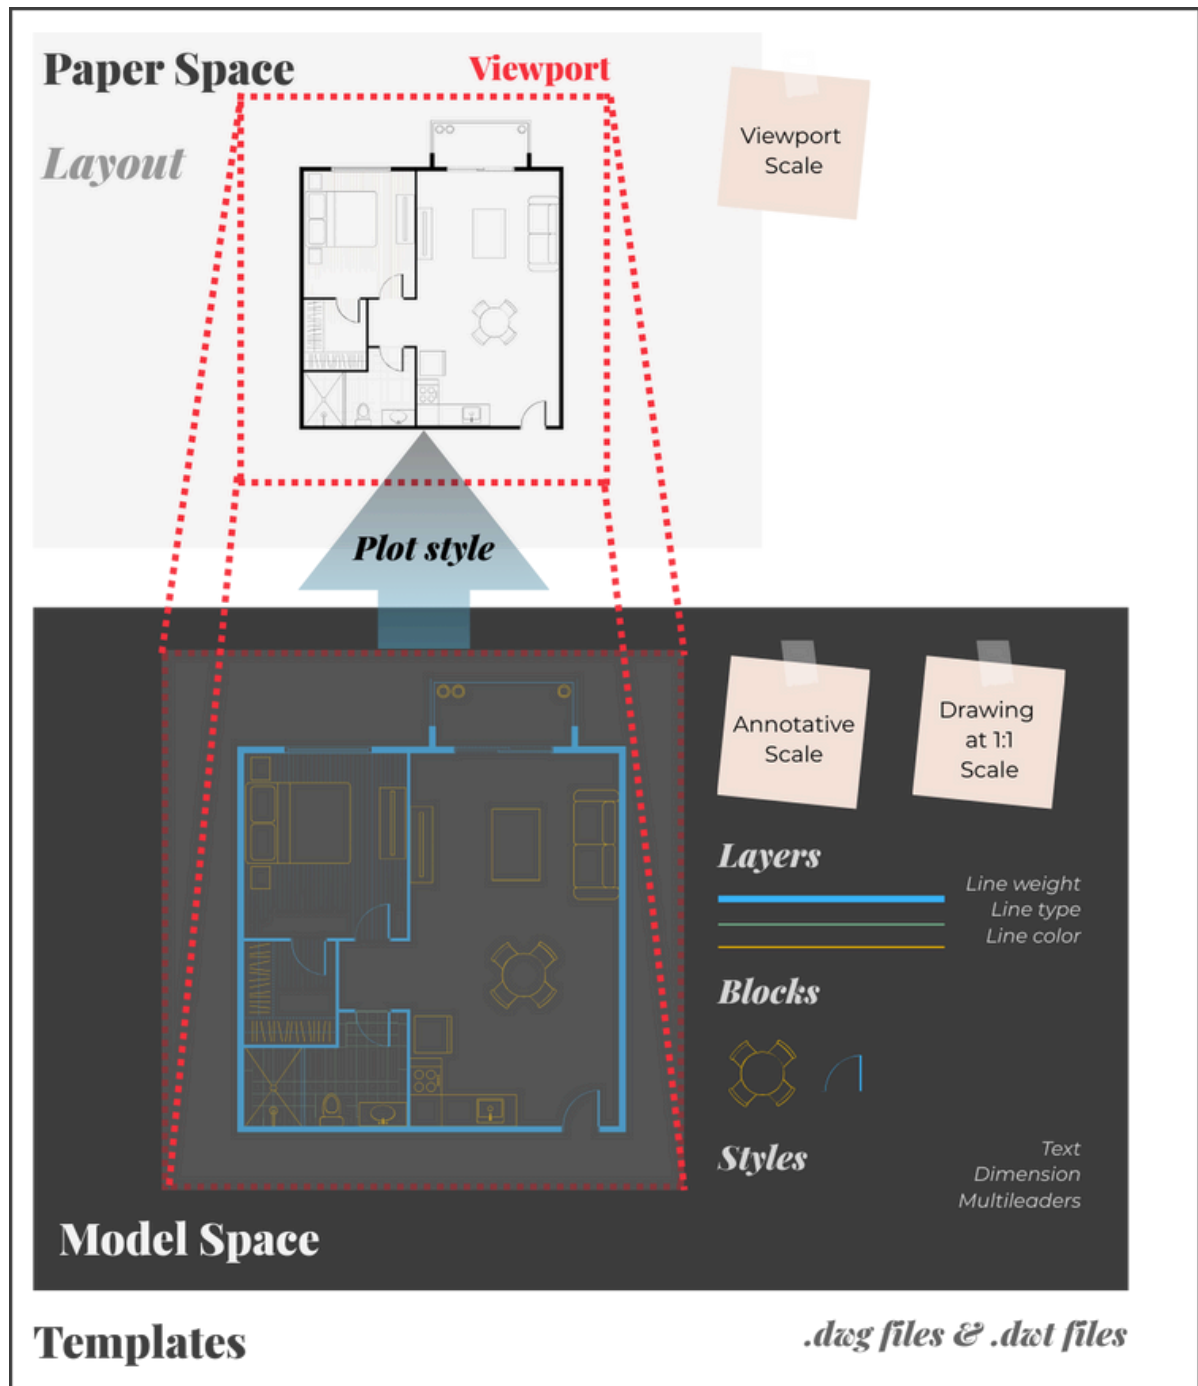 Paper Space
Viewport
Layout
Viewport
Scale
Plot style
Annotative
Scale
Drawing
at 1:1
Scale
Layers
Line weight
Line type
Line color
Blocks
Styles
Text
Dimension
Multileaders
Model Space
Templates
.dwg files & .dwt files